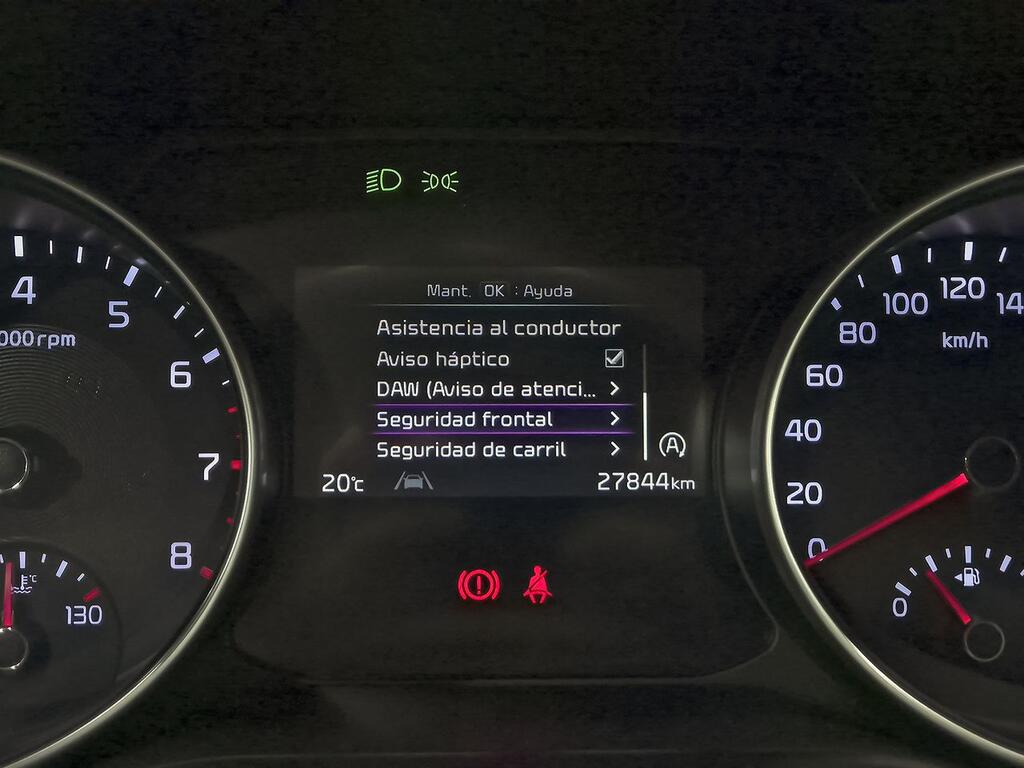 Mant. OK : Ayuda
Asistencia al conductor
Aviso háptico
DAW (Aviso de atenci...
Seguridad frontal
Seguridad de carril
A
20°C
27844km
4
5
6
7
8
000rpm
°C
130
0
20
40
60
80
100
120
14
km/h
0